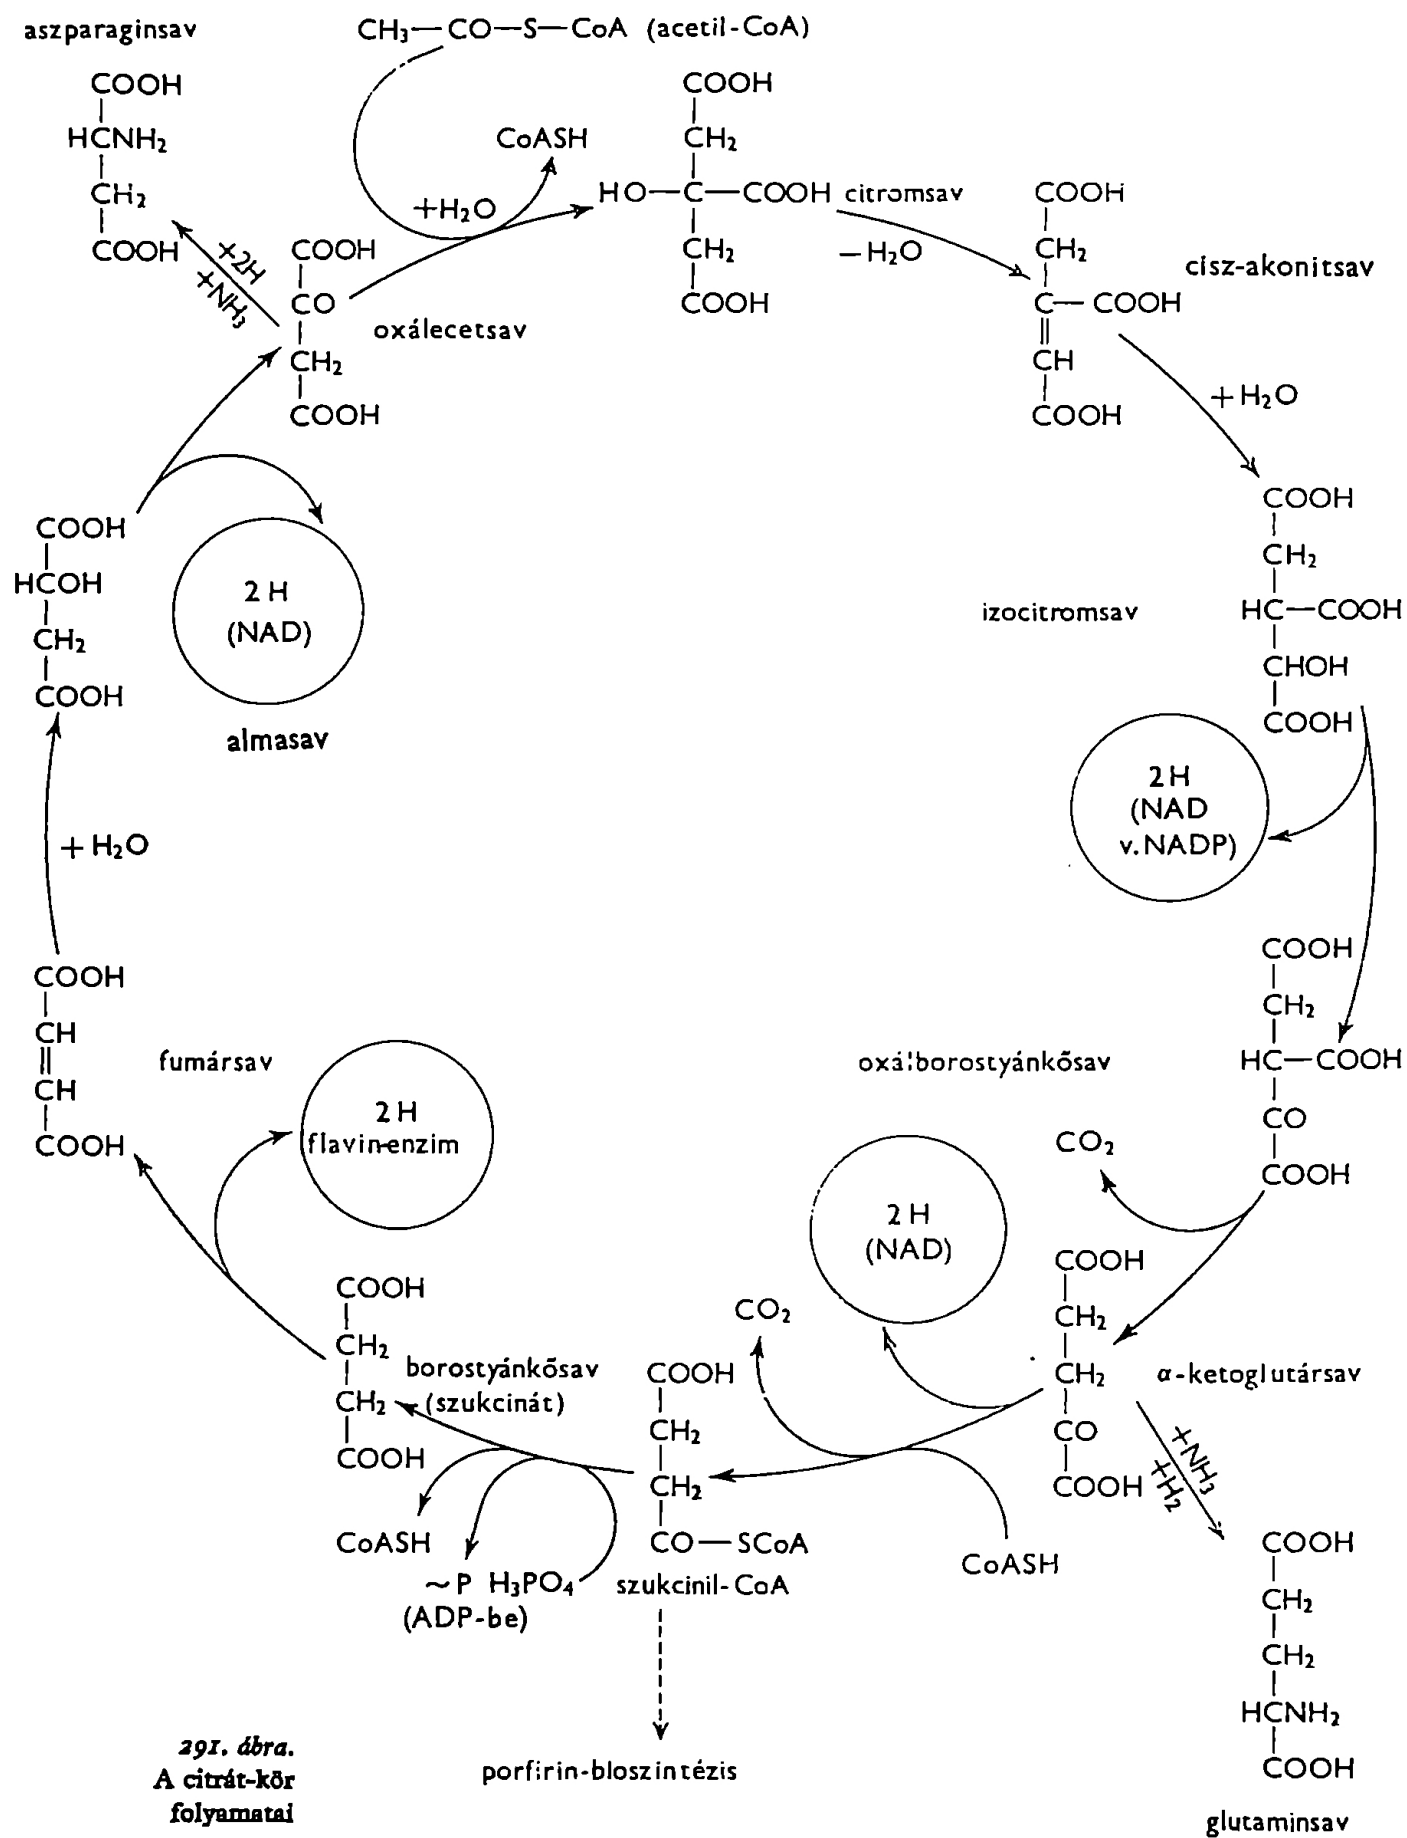 aszparaginsav
CH₃—CO—S—CoA (acetil-CoA)
COOH
HCNH₂
CH₂
COOH
+2H
+NH₃
CoASH
+H₂O
COOH
CO
CH₂
COOH
oxálecetsav
COOH
CH₂
HO—C—COOH
CH₂
COOH
citromsav
—H₂O
COOH
CH₂
C—COOH
CH
COOH
cisz-akonitsav
+H₂O
COOH
CH₂
HC—COOH
CHOH
COOH
izocitromsav
2H
(NAD
v.NADP)
COOH
CH₂
HC—COOH
CO
COOH
oxálborostyánkősav
CO₂
COOH
CH₂
CH₂
CO
COOH
α-ketoglutársav
+NH₃
+H₂
COOH
CH₂
CH₂
HCNH₂
COOH
glutaminsav
2H
(NAD)
CO₂
CoASH
COOH
CH₂
CH₂
CO—SCoA
szukcinil-CoA
porfirin-bioszintézis
CoASH
~P H₃PO₄
(ADP-be)
COOH
CH₂
CH₂
COOH
borostyánkősav
(szukcinát)
2H
flavin-enzim
COOH
CH
CH
COOH
fumársav
+H₂O
COOH
HCOH
CH₂
COOH
almasav
2H
(NAD)
291. ábra.
A citrát-kör
folyamatai